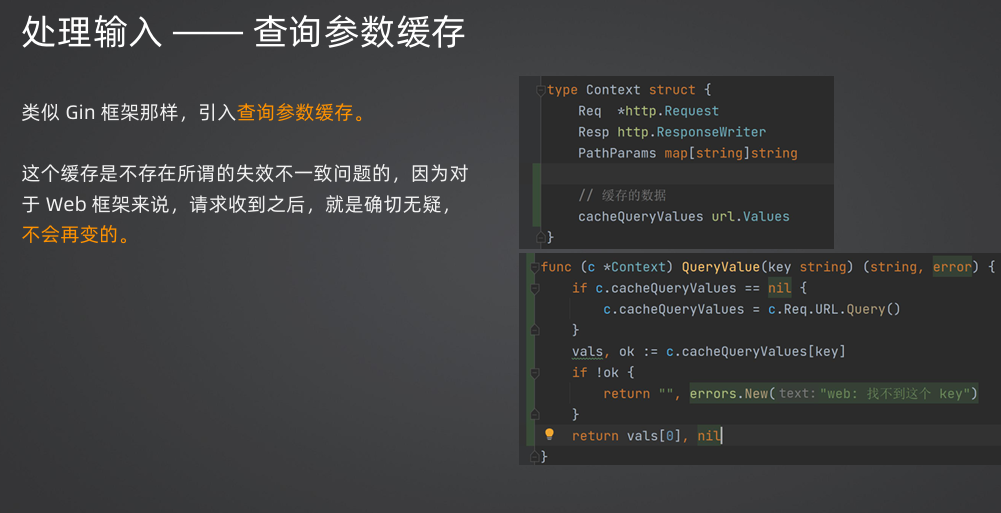 处理输入 —— 查询参数缓存
类似 Gin 框架那样，引入查询参数缓存。
这个缓存是不存在所谓的失效不一致问题的，因为对
于 Web 框架来说，请求收到之后，就是确切无疑，
不会再变的。
type Context struct {
    Req  *http.Request
    Resp http.ResponseWriter
    PathParams map[string]string
    // 缓存的数据
    cacheQueryValues url.Values
}
func (c *Context) QueryValue(key string) (string, error) {
    if c.cacheQueryValues == nil {
        c.cacheQueryValues = c.Req.URL.Query()
    }
    vals, ok := c.cacheQueryValues[key]
    if !ok {
        return "", errors.New( text: "web: 找不到这个 key")
    }
    return vals[0], nil
}